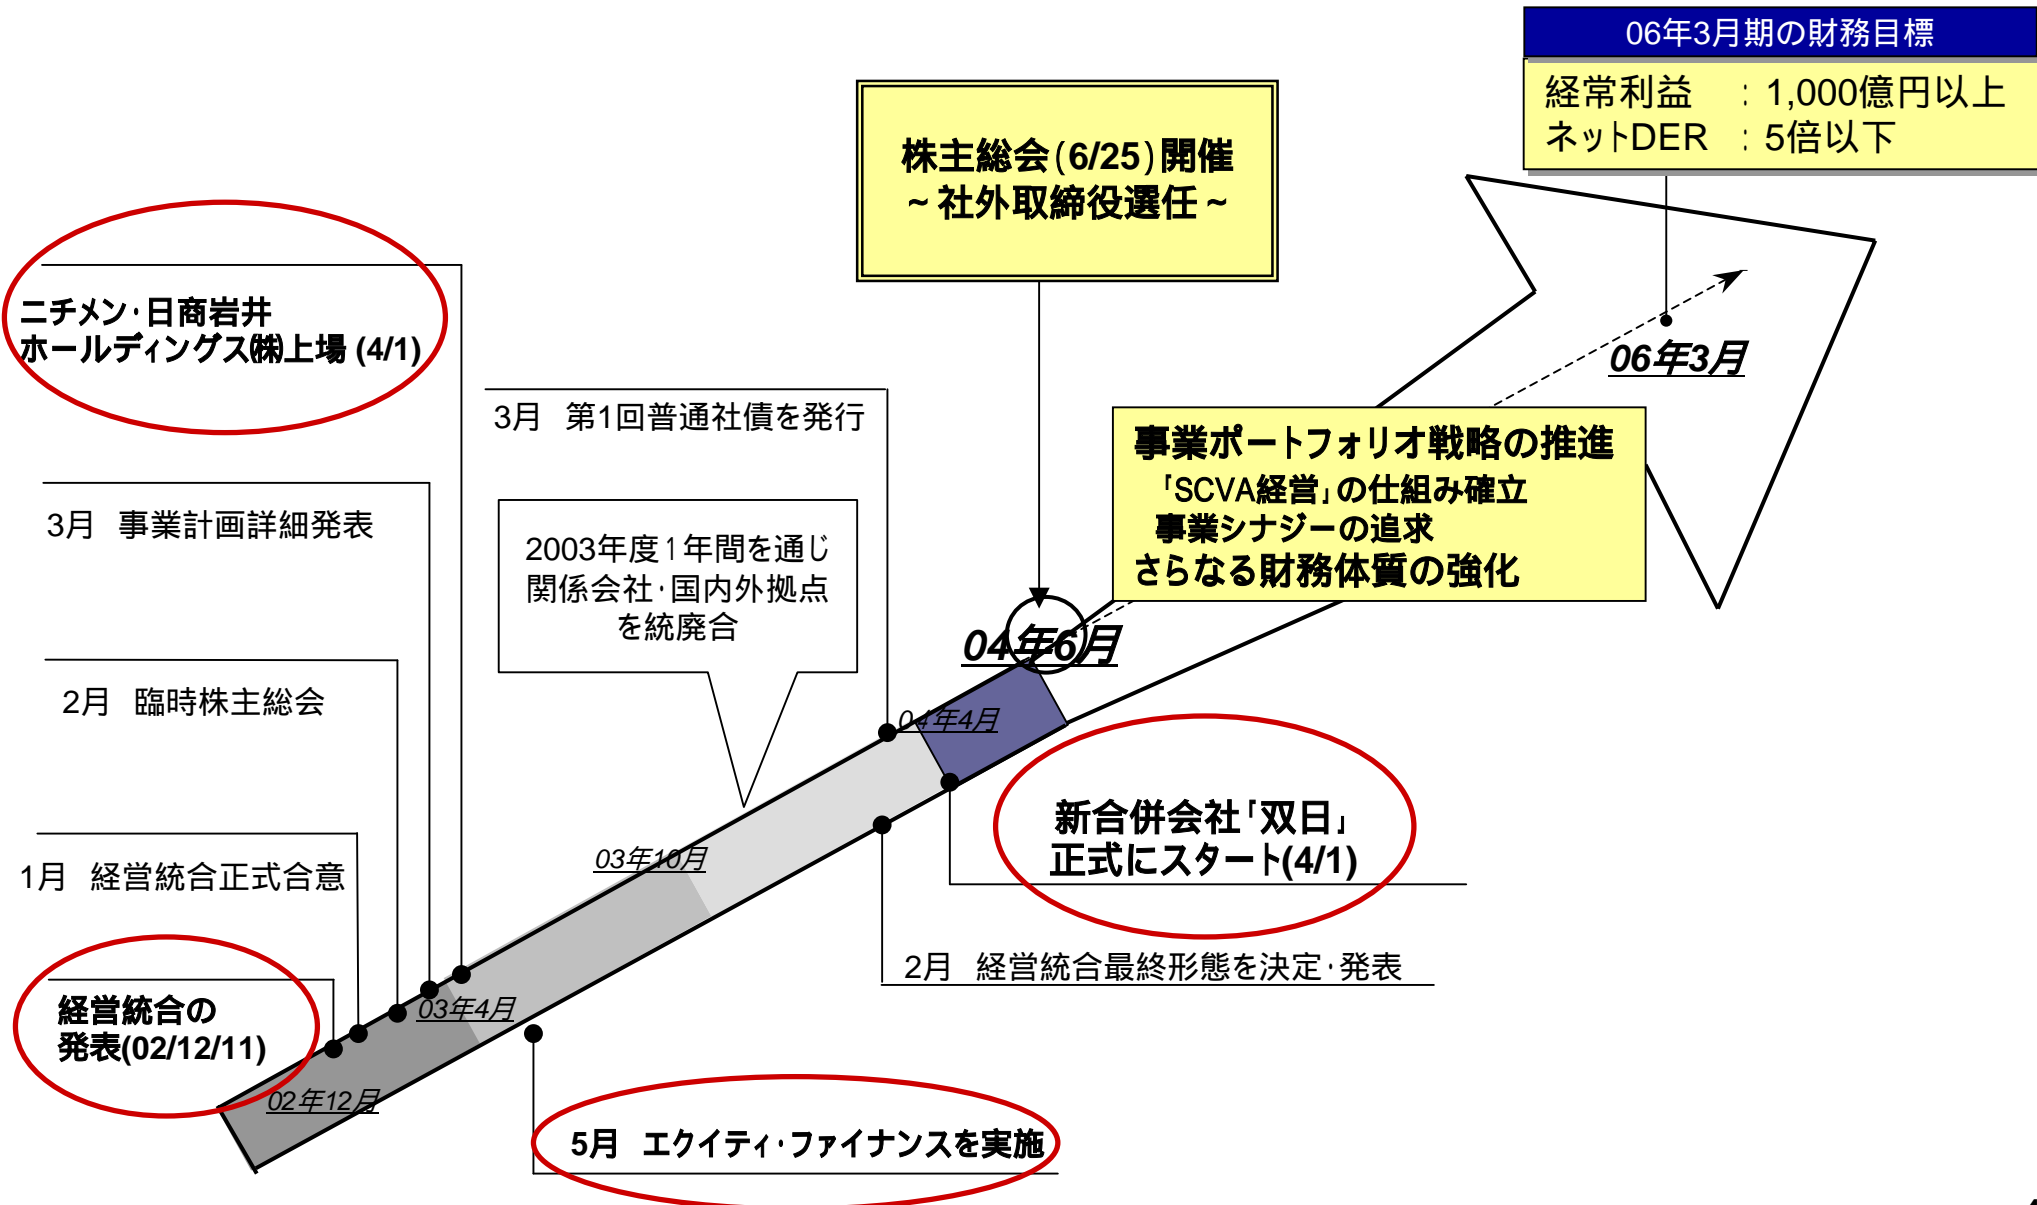 06年3月期の財務目標
経常利益 : 1,000億円以上
ネットDER : 5倍以下
株主総会(6/25)開催
~社外取締役選任~
ニチメン・日商岩井
ホールディングス㈱上場 (4/1)
06年3月
3月 第1回普通社債を発行
事業ポートフォリオ戦略の推進
「SCVA経営」の仕組み確立
事業シナジーの追求
さらなる財務体質の強化
3月 事業計画詳細発表
2003年度1年間を通じ
関係会社・国内外拠点
を統廃合
04年6月
2月 臨時株主総会
04年4月
新合併会社「双日」
正式にスタート(4/1)
03年10月
1月 経営統合正式合意
2月 経営統合最終形態を決定・発表
経営統合の
発表(02/12/11)
03年4月
02年12月
5月 エクイティ・ファイナンスを実施